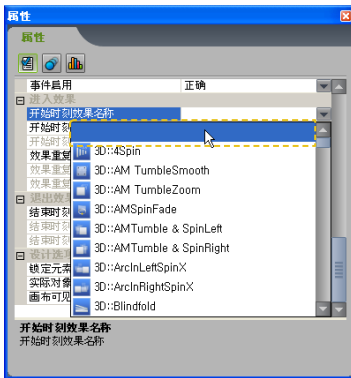 属性
属性
事件启用 正确
进入效果
开始时刻效果名称
开始时刻
开始时刻
3D::4Spin
效果重复
3D::AM TumbleSmooth
效果重
3D::AM TumbleZoom
效果重
3D::AMSpinFade
退出效
3D::AMTumble & SpinLeft
结束时刻
3D::AMTumble & SpinRight
结束时
结束时
3D::ArcInLeftSpinX
设计选
锁定元素
3D::ArcInRightSpinX
实际对象
画布可见
3D::Blindfold
开始时刻效果名称
开始时刻效果名称